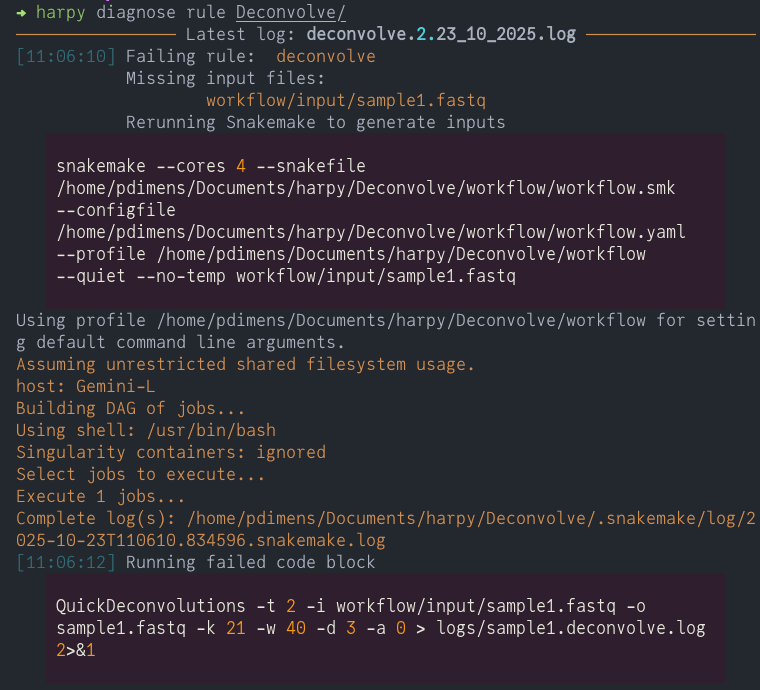 → harpy diagnose rule Deconvolve/
Latest log: deconvolve.2.23_10_2025.log
[11:06:10] Failing rule:  deconvolve
Missing input files:
workflow/input/sample1.fastq
Rerunning Snakemake to generate inputs
snakemake --cores 4 --snakefile
/home/pdimens/Documents/harpy/Deconvolve/workflow/workflow.smk
--configfile
/home/pdimens/Documents/harpy/Deconvolve/workflow/workflow.yaml
--profile /home/pdimens/Documents/harpy/Deconvolve/workflow
--quiet --no-temp workflow/input/sample1.fastq
Using profile /home/pdimens/Documents/harpy/Deconvolve/workflow for settin
g default command line arguments.
Assuming unrestricted shared filesystem usage.
host: Gemini-L
Building DAG of jobs...
Using shell: /usr/bin/bash
Singularity containers: ignored
Select jobs to execute...
Execute 1 jobs...
Complete log(s): /home/pdimens/Documents/harpy/Deconvolve/.snakemake/log/2
025-10-23T110610.834596.snakemake.log
[11:06:12] Running failed code block
QuickDeconvolutions -t 2 -i workflow/input/sample1.fastq -o
sample1.fastq -k 21 -w 40 -d 3 -a 0 > logs/sample1.deconvolve.log
2>&1